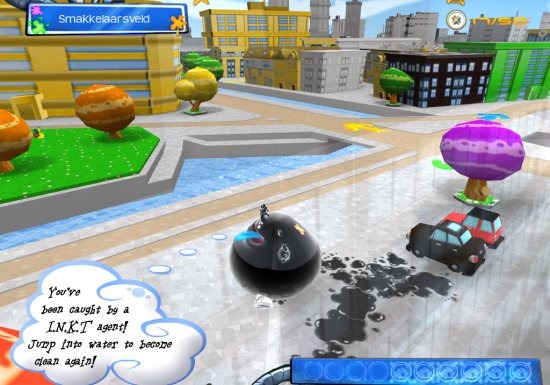 Smakkelaarsveld
You've
been caught by a
I.N.K.T agent!
Jump into water to become
clean again!